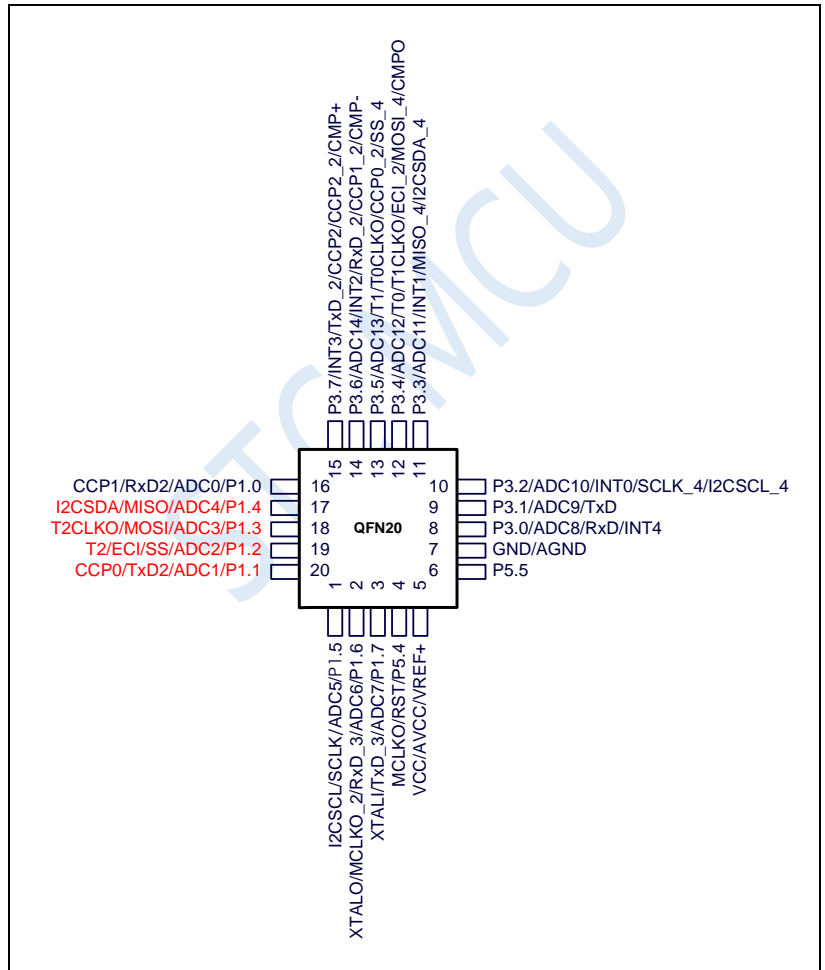 P3.7/INT3/TxD_2/CCP2/CCP2_2/CMP+
P3.6/ADC14/INT2/RxD_2/CCP1_2/CMP-
P3.5/ADC13/T1/T0CLKO/CCP0_2/SS_4
P3.4/ADC12/T0/T1CLKO/ECI_2/MOSI_4/CMPO
P3.3/ADC11/INT1/MISO_4/I2CSDA_4
15 14 13 12 11
CCP1/RxD2/ADC0/P1.0 16
I2CSDA/MISO/ADC4/P1.4 17
T2CLKO/MOSI/ADC3/P1.3 18
T2/ECI/SS/ADC2/P1.2 19
CCP0/TxD2/ADC1/P1.1 20
QFN20
10 P3.2/ADC10/INT0/SCLK_4/I2CSCL_4
9 P3.1/ADC9/TxD
8 P3.0/ADC8/RxD/INT4
7 GND/AGND
6 P5.5
1 2 3 4 5
I2CSCL/SCLK/ADC5/P1.5
XTALO/MCLKO_2/RxD_3/ADC6/P1.6
XTALI/TxD_3/ADC7/P1.7
MCLKO/RST/P5.4
VCC/AVCC/VREF+
STC MCU